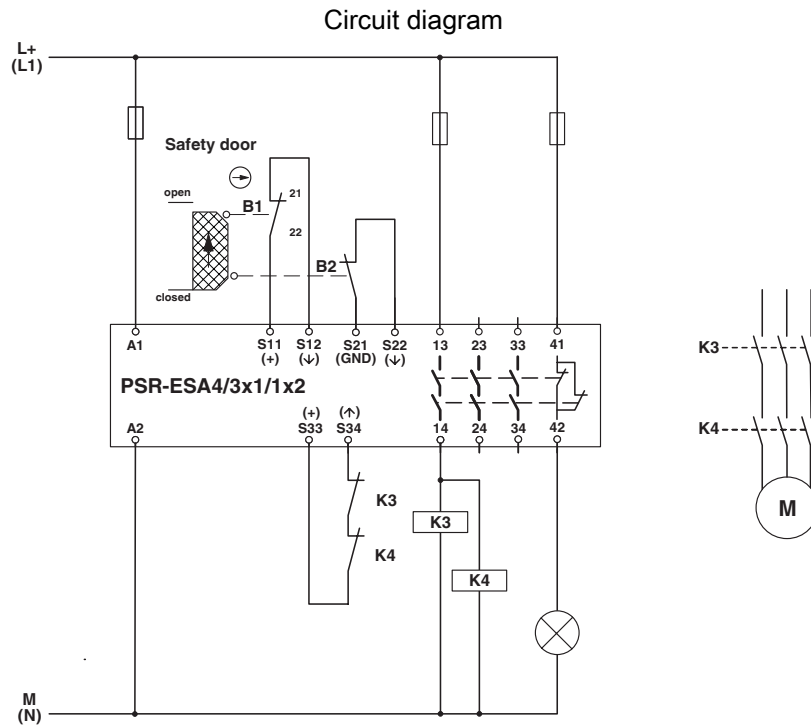 Circuit diagram
L+
(L1)
Safety door
open
B1
21
22
B2
closed
A1
S11
(+)
S12
(↓)
S21
(GND)
S22
(↓)
13
23
33
41
PSR-ESA4/3x1/1x2
A2
(+)
S33
(↑)
S34
14
24
34
42
K3
K4
K3
K4
K3
K4
M
M
(N)